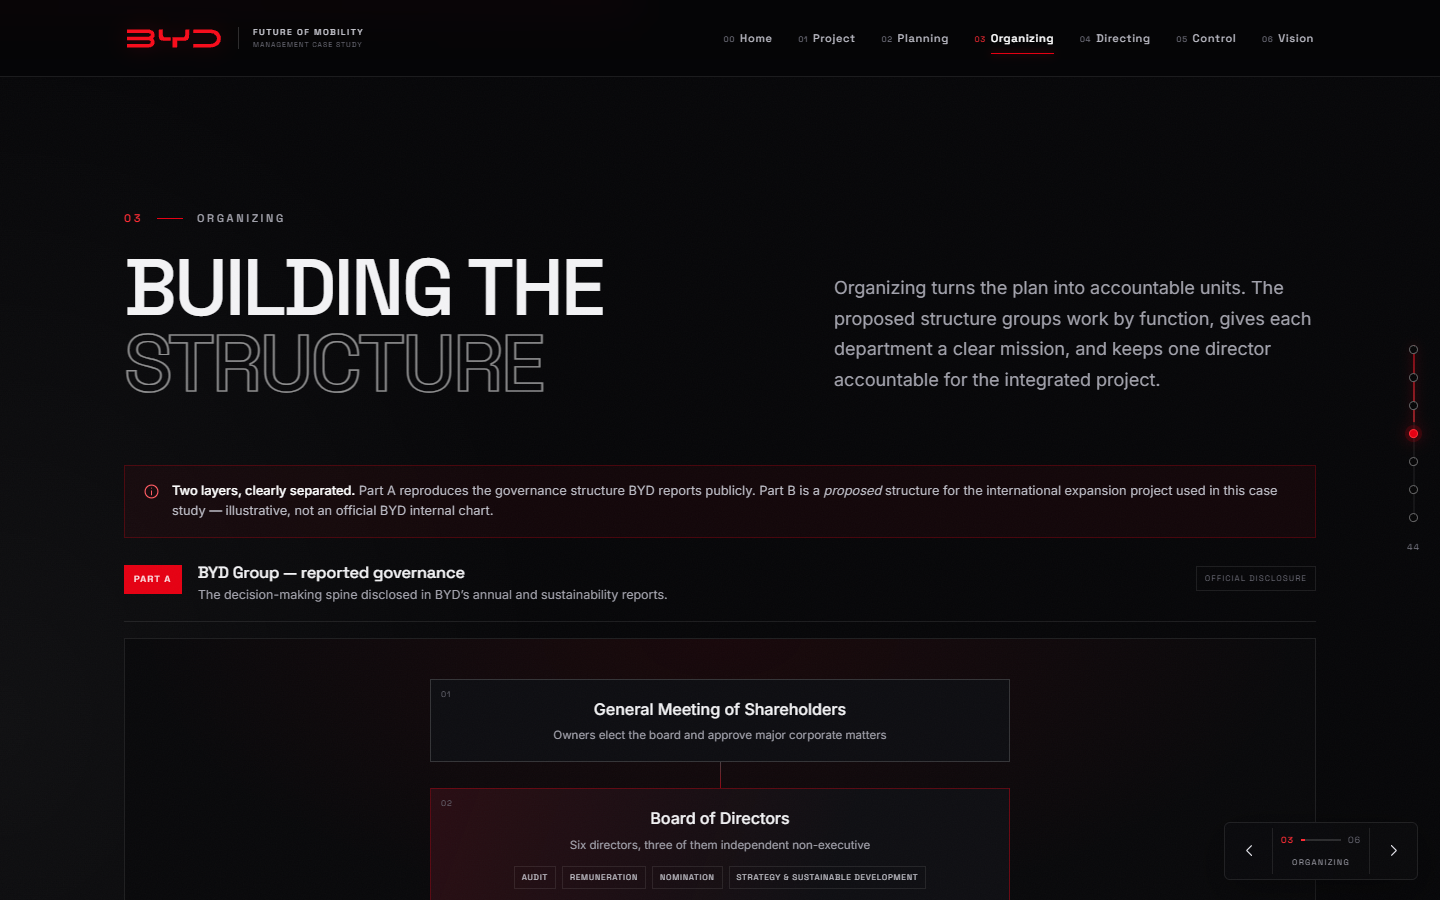 BYD
FUTURE OF MOBILITY
MANAGEMENT CASE STUDY
00 Home
01 Project
02 Planning
03 Organizing
04 Directing
05 Control
06 Vision
03 ORGANIZING
BUILDING THE
STRUCTURE
Organizing turns the plan into accountable units. The
proposed structure groups work by function, gives each
department a clear mission, and keeps one director
accountable for the integrated project.
Two layers, clearly separated. Part A reproduces the governance structure BYD reports publicly. Part B is a proposed structure for the international expansion project used in this case
study — illustrative, not an official BYD internal chart.
PART A
BYD Group — reported governance
The decision-making spine disclosed in BYD’s annual and sustainability reports.
OFFICIAL DISCLOSURE
44
01
General Meeting of Shareholders
Owners elect the board and approve major corporate matters
02
Board of Directors
Six directors, three of them independent non-executive
AUDIT
REMUNERATION
NOMINATION
STRATEGY & SUSTAINABLE DEVELOPMENT
03 06
ORGANIZING